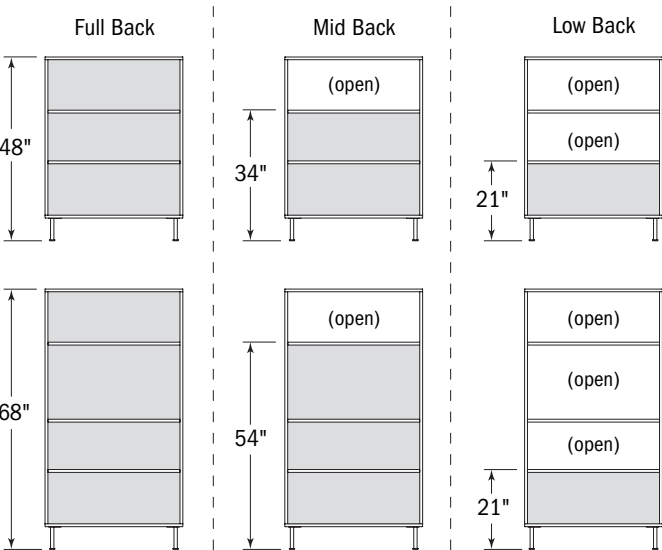 Full Back
Mid Back
Low Back
48"
(open)
34"
(open)
(open)
21"
68"
(open)
54"
(open)
(open)
(open)
21"